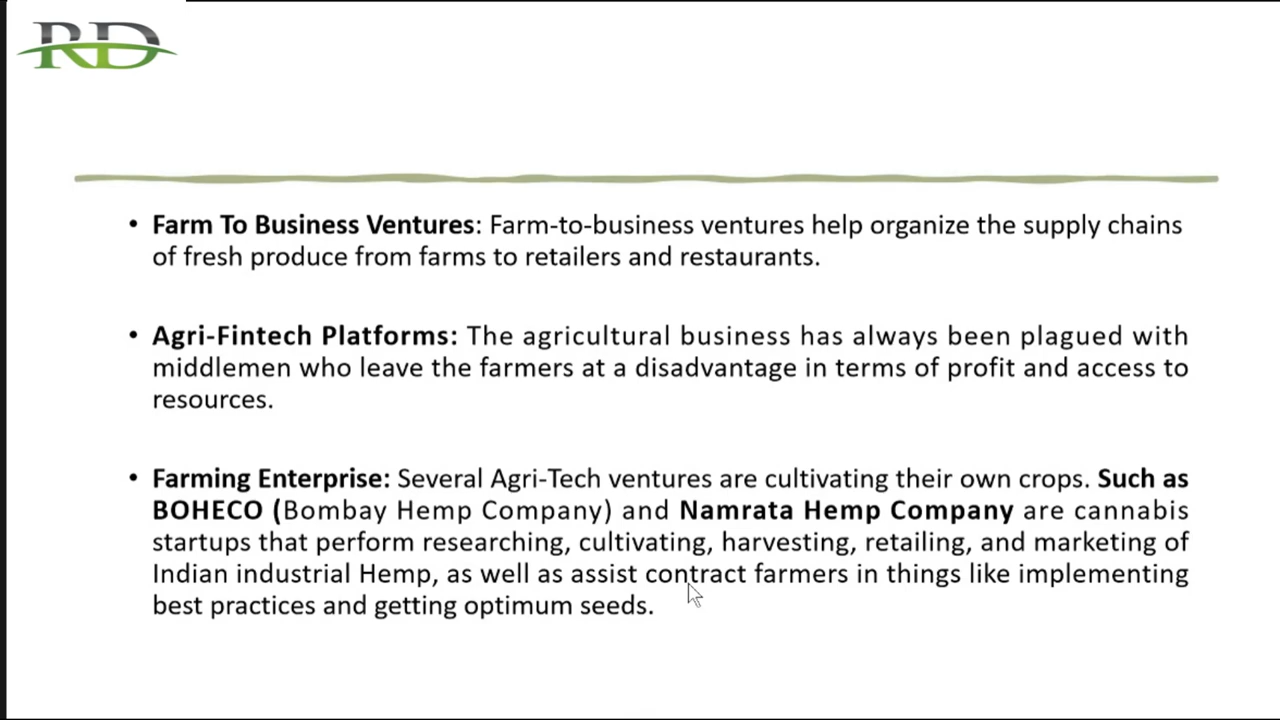 RD
• Farm To Business Ventures: Farm-to-business ventures help organize the supply chains
of fresh produce from farms to retailers and restaurants.
• Agri-Fintech Platforms: The agricultural business has always been plagued with
middlemen who leave the farmers at a disadvantage in terms of profit and access to
resources.
• Farming Enterprise: Several Agri-Tech ventures are cultivating their own crops. Such as
BOHECO (Bombay Hemp Company) and Namrata Hemp Company are cannabis
startups that perform researching, cultivating, harvesting, retailing, and marketing of
Indian industrial Hemp, as well as assist contract farmers in things like implementing
best practices and getting optimum seeds.